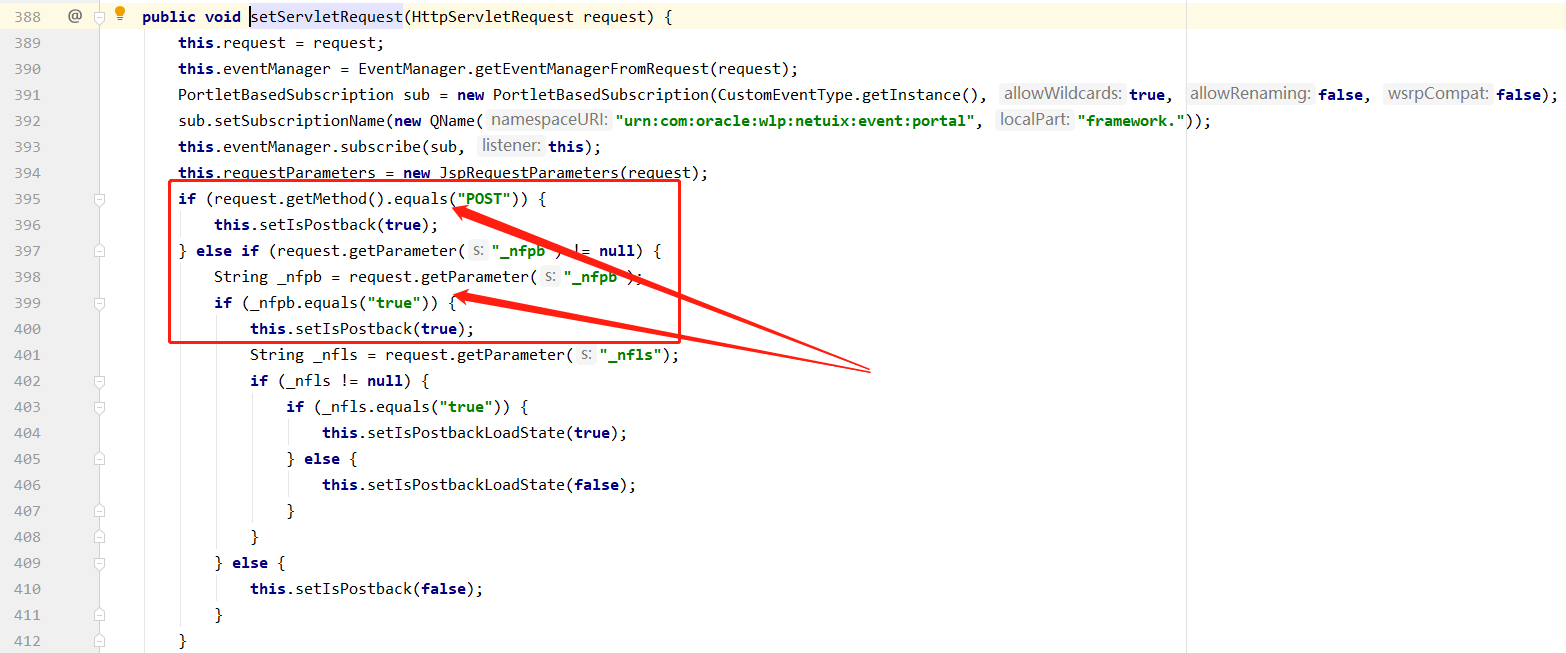 388 @ public void setServletRequest(HttpServletRequest request) {
389 this.request = request;
390 this.eventManager = EventManager.getEventManagerFromRequest(request);
391 PortletBasedSubscription sub = new PortletBasedSubscription(CustomEventType.getInstance(), allowWildcards: true, allowRenaming: false, wsrpCompat: false);
392 sub.setSubscriptionName(new QName( namespaceURI: "urn:com:oracle:wlp:netuix:event:portal", localPart: "framework."));
393 this.eventManager.subscribe(sub, listener: this);
394 this.requestParameters = new JspRequestParameters(request);
395 if (request.getMethod().equals("POST")) {
396 this.setIsPostback(true);
397 } else if (request.getParameter( s: "_nfpb") != null) {
398 String _nfpb = request.getParameter( s: "_nfpb");
399 if (_nfpb.equals("true")) {
400 this.setIsPostback(true);
401 String _nfls = request.getParameter( s: "_nfls");
402 if (_nfls != null) {
403 if (_nfls.equals("true")) {
404 this.setIsPostbackLoadState(true);
405 } else {
406 this.setIsPostbackLoadState(false);
407 }
408 }
409 } else {
410 this.setIsPostback(false);
411 }
412 }